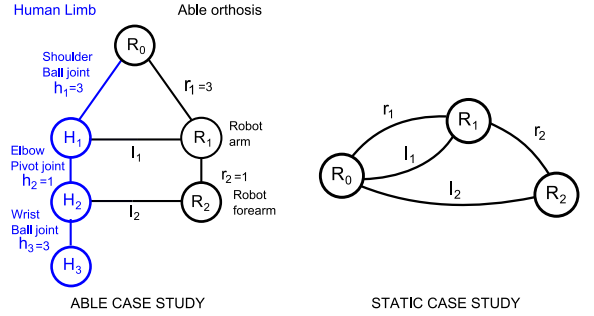 Human Limb
Able orthosis
R0
Shoulder
Ball joint
h1=3
r1=3
H1
l1
R1
Robot
arm
Elbow
Pivot joint
h2=1
r2=1
H2
l2
R2
Robot
forearm
Wrist
Ball joint
h3=3
H3
ABLE CASE STUDY
r1
R1
r2
l1
R0
l2
R2
STATIC CASE STUDY